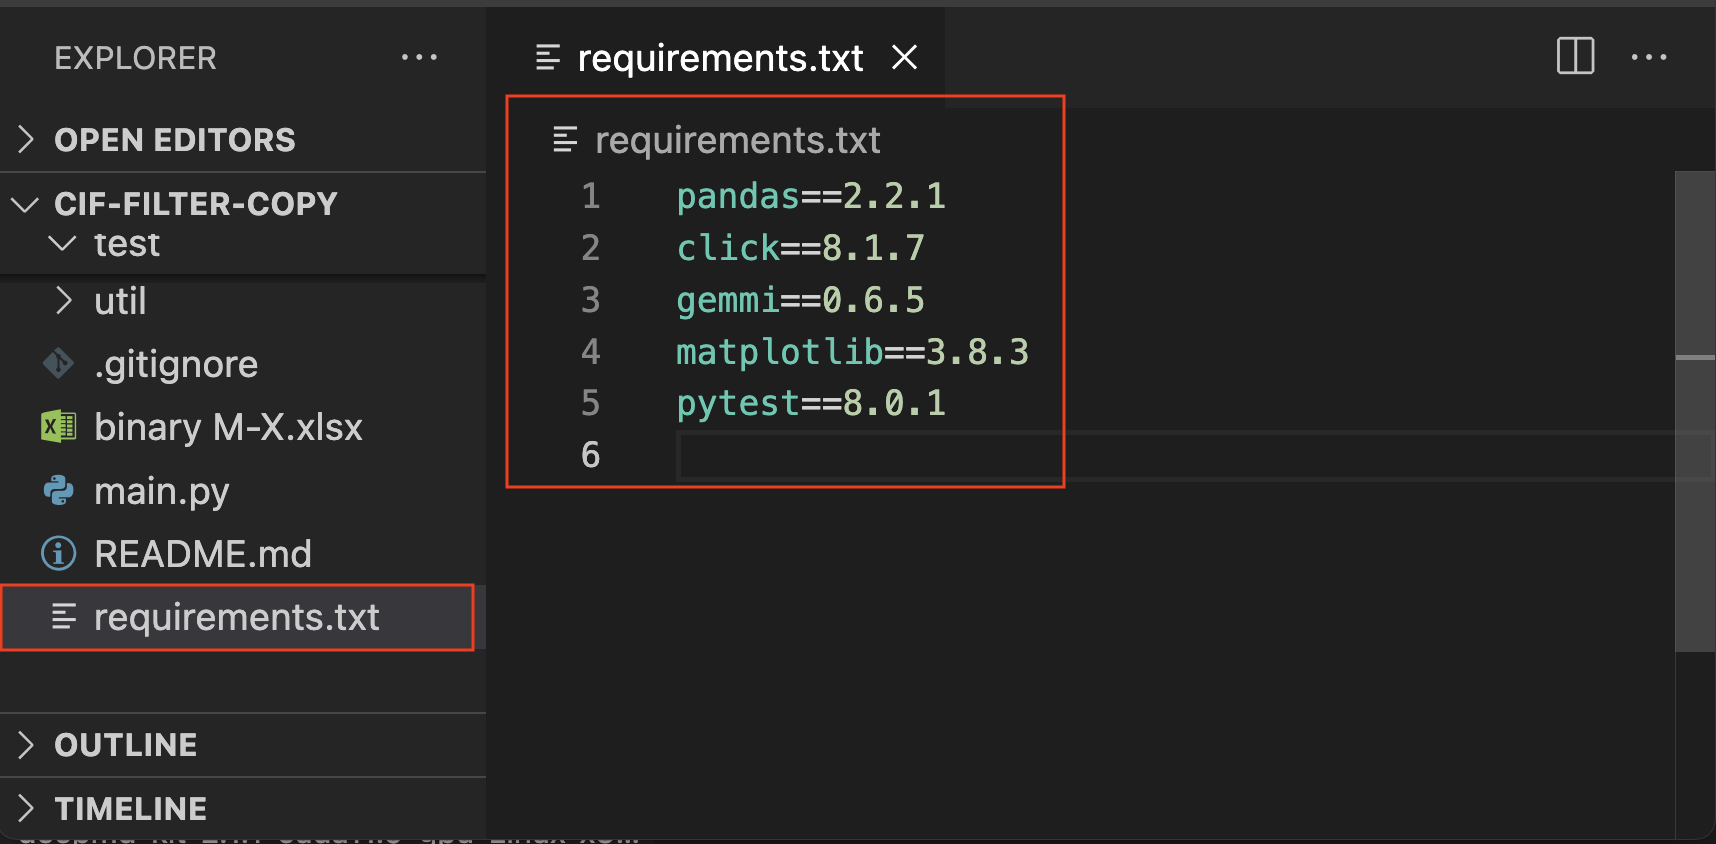 EXPLORER
OPEN EDITORS
CIF-FILTER-COPY
test
util
.gitignore
binary M-X.xlsx
main.py
README.md
requirements.txt
OUTLINE
TIMELINE
requirements.txt
requirements.txt
1 pandas==2.2.1
2 click==8.1.7
3 gemmi==0.6.5
4 matplotlib==3.8.3
5 pytest==8.0.1
6